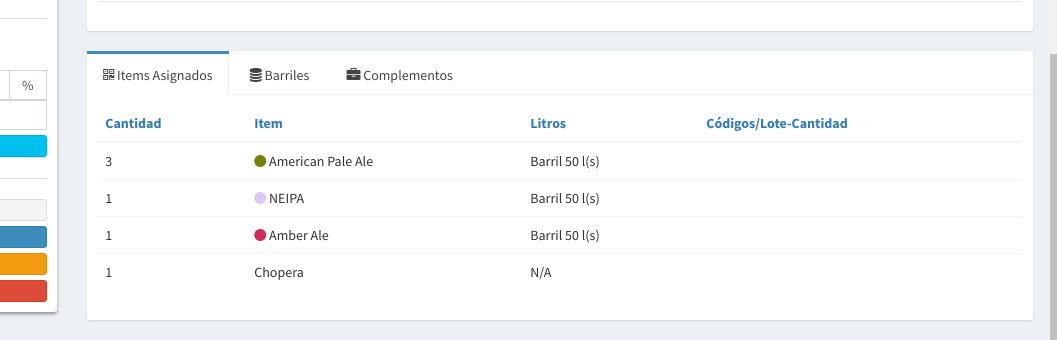 %
Items Asignados Barriles Complementos
Cantidad Item Litros Códigos/Lote-Cantidad
3 American Pale Ale Barril 50 l(s)
1 NEIPA Barril 50 l(s)
1 Amber Ale Barril 50 l(s)
1 Chopera N/A